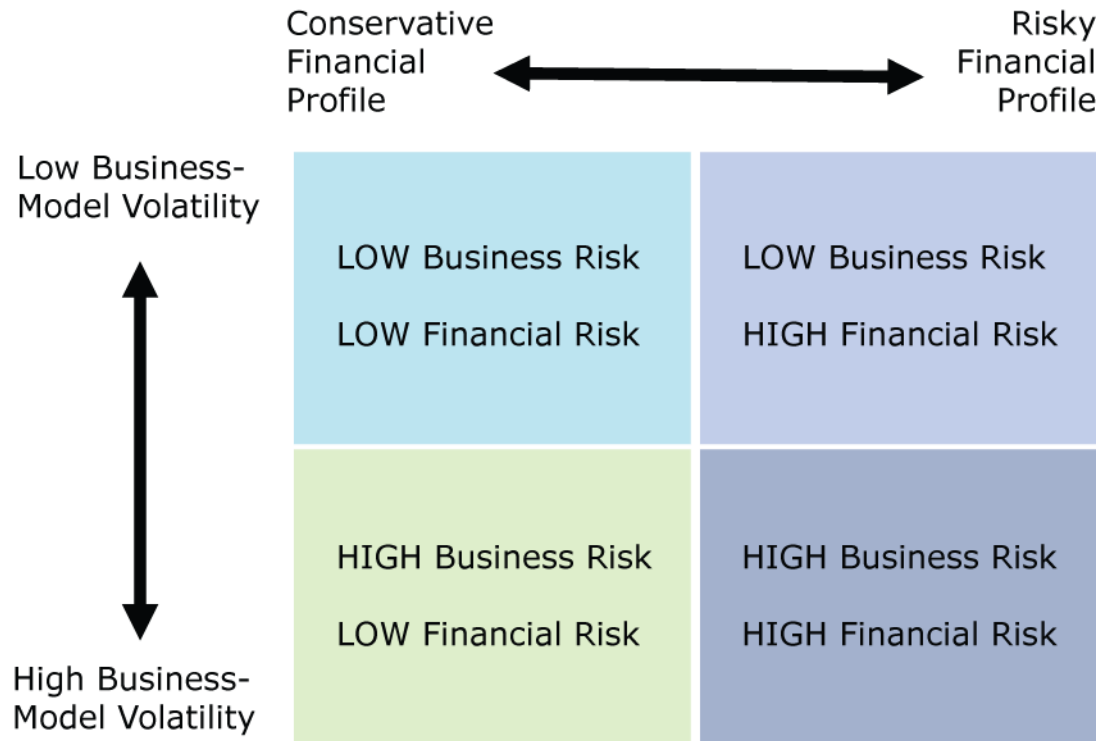 Conservative
Financial
Profile
Risky
Financial
Profile
Low Business-
Model Volatility
LOW Business Risk
LOW Financial Risk
LOW Business Risk
HIGH Financial Risk
HIGH Business Risk
LOW Financial Risk
HIGH Business Risk
HIGH Financial Risk
High Business-
Model Volatility